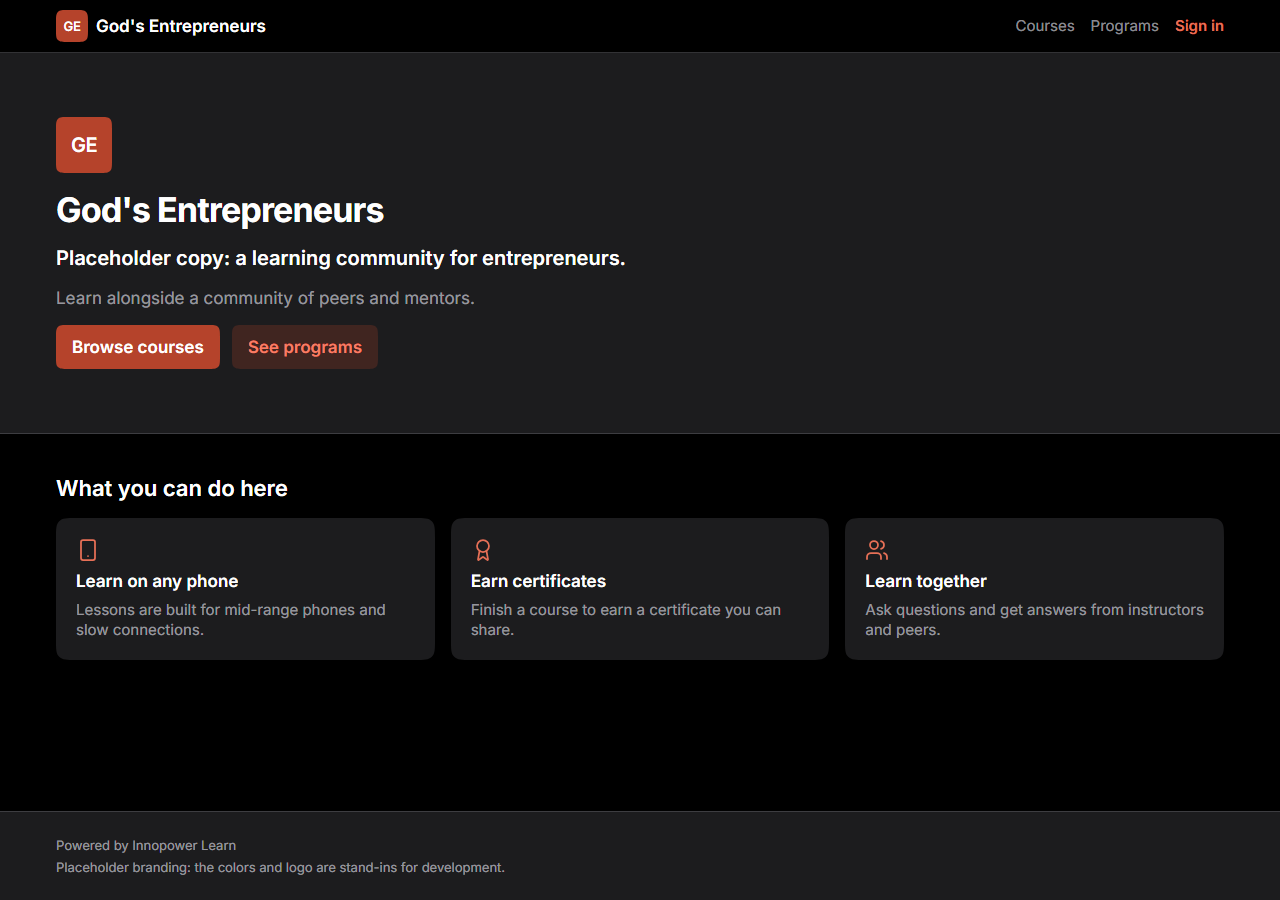 GE God's Entrepreneurs
Courses Programs Sign in
GE
God's Entrepreneurs
Placeholder copy: a learning community for entrepreneurs.
Learn alongside a community of peers and mentors.
Browse courses See programs
What you can do here
Learn on any phone
Lessons are built for mid-range phones and
slow connections.
Earn certificates
Finish a course to earn a certificate you can
share.
Learn together
Ask questions and get answers from instructors
and peers.
Powered by Innopower Learn
Placeholder branding: the colors and logo are stand-ins for development.